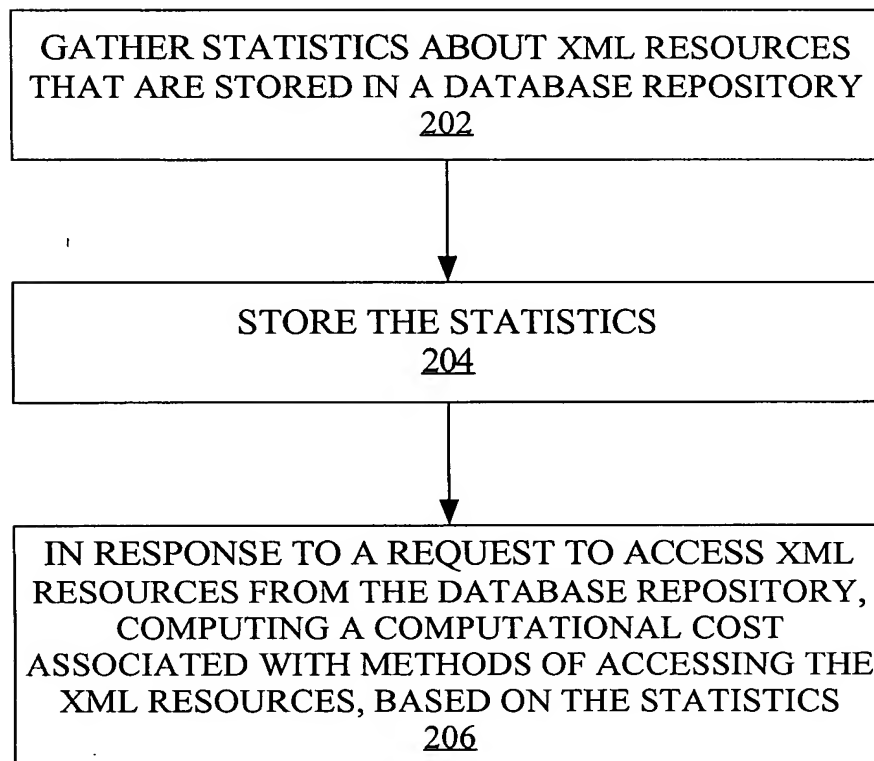 GATHER STATISTICS ABOUT XML RESOURCES
THAT ARE STORED IN A DATABASE REPOSITORY
202
STORE THE STATISTICS
204
IN RESPONSE TO A REQUEST TO ACCESS XML
RESOURCES FROM THE DATABASE REPOSITORY,
COMPUTING A COMPUTATIONAL COST
ASSOCIATED WITH METHODS OF ACCESSING THE
XML RESOURCES, BASED ON THE STATISTICS
206